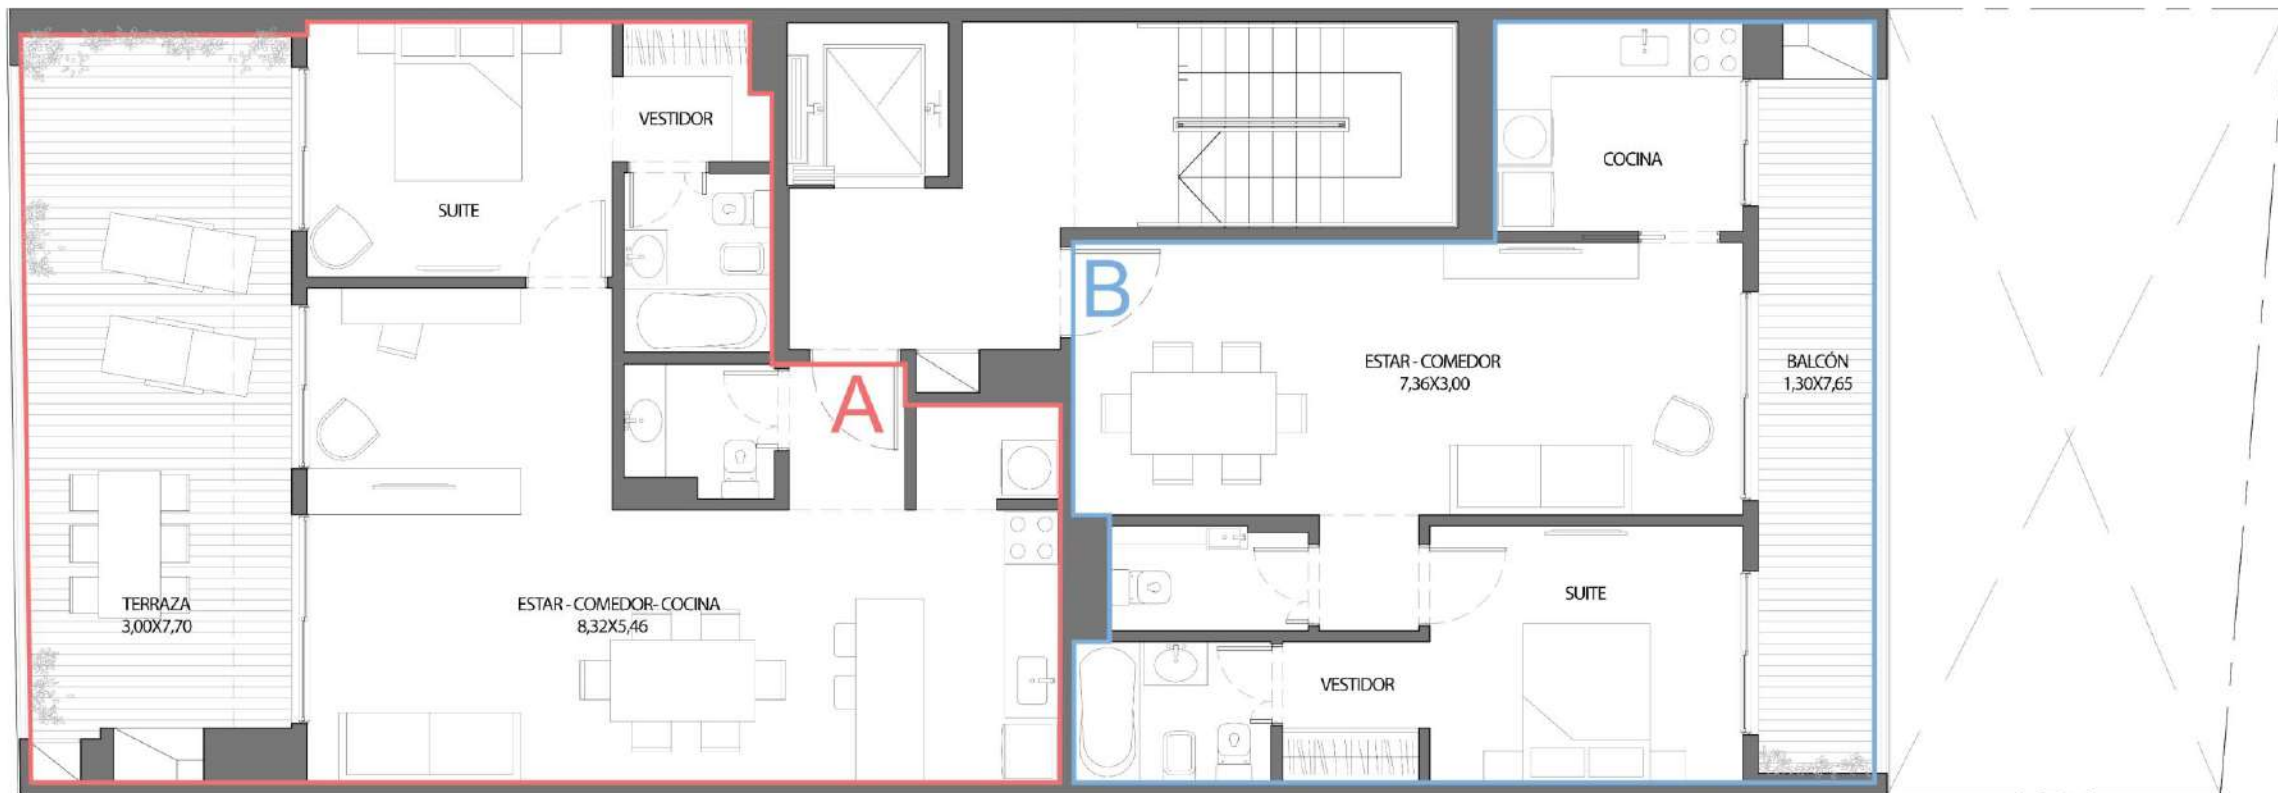 VESTIDOR
SUITE
COCINA
A
B
ESTAR - COMEDOR
7,36X3,00
BALCÓN
1,30X7,65
TERRAZA
3,00X7,70
ESTAR - COMEDOR- COCINA
8,32X5,46
SUITE
VESTIDOR